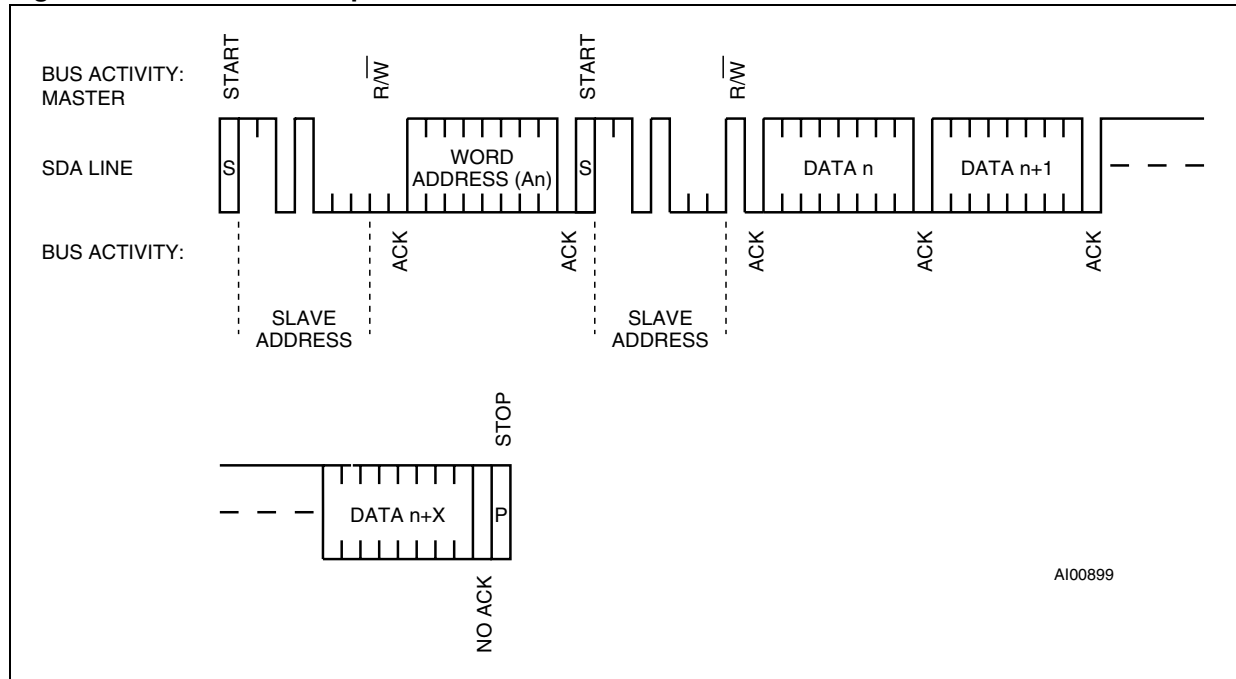 START
R/W
START
R/W
BUS ACTIVITY:
MASTER
SDA LINE
S
WORD
ADDRESS (An)
S
DATA n
DATA n+1
BUS ACTIVITY:
ACK
ACK
ACK
ACK
ACK
SLAVE
ADDRESS
SLAVE
ADDRESS
STOP
DATA n+X
P
NO ACK
AI00899